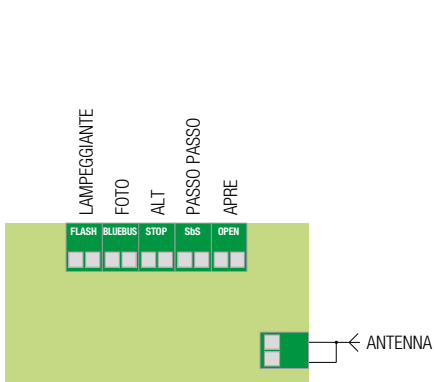 LAMPEGGIANTE
FOTO
ALT
PASSO PASSO
APRE
FLASH BLUEBUS STOP SbS OPEN
ANTENNA